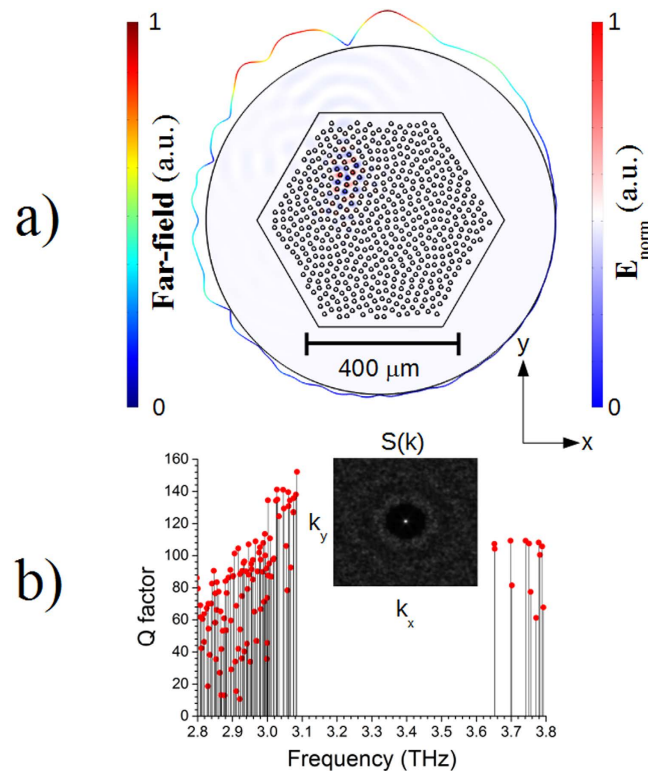 1
1
Far-field (a.u.)
E_norm (a.u.)
a)
400 μm
y
x
0
0
S(k)
k_y
k_x
b)
Q factor
160
140
120
100
80
60
40
20
0
2.8 2.9 3.0 3.1 3.2 3.3 3.4 3.5 3.6 3.7 3.8
Frequency (THz)